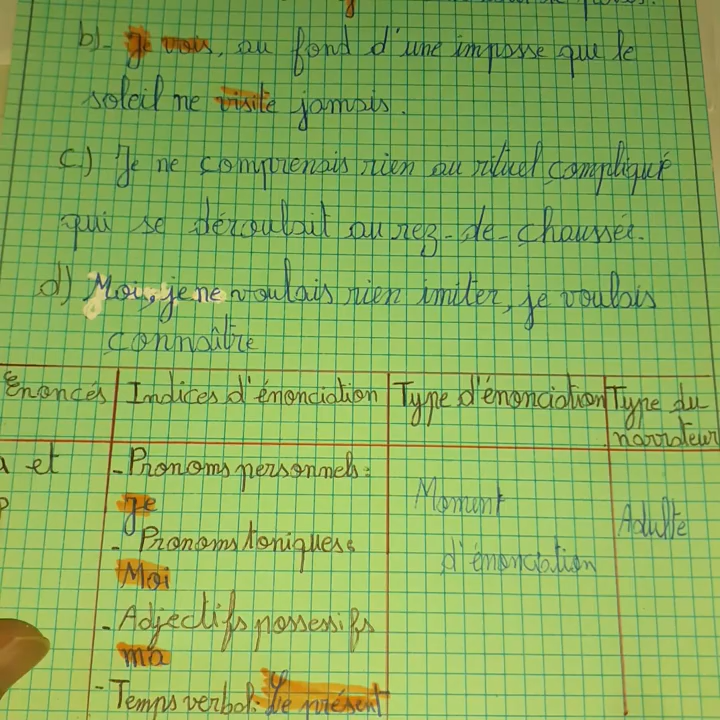 b)- Je vois, au fond d'une impasse que le
soleil ne visite jamais.
c) Je ne comprenais rien au rituel compliqué
qui se déroulait au rez-de-chaussée.
d) Moi, je ne voulais rien imiter, je voulais
connaître
Enoncés | Indices d'énonciation | Type d'énonciation | Type du narrateur
et - Pronoms personnels:
Je
Moment d'énonciation
Adulte
- Pronoms toniques:
Moi
- Adjectifs possessifs
ma
- Temps verbal: Le présent